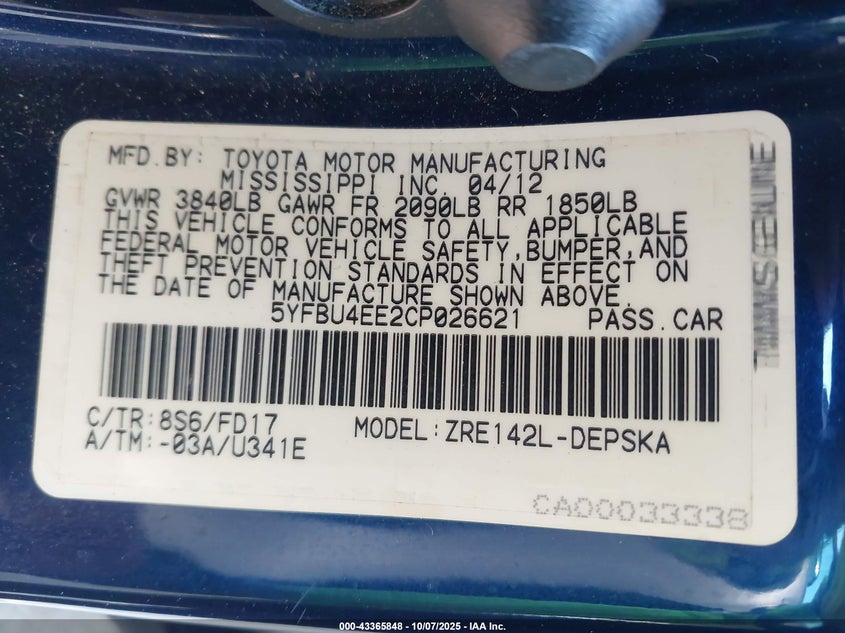 MFD.BY: TOYOTA MOTOR MANUFACTURING
MISSISSIPPI INC. 04/12
GVWR 3840LB GAWR FR 2090LB RR 1850LB
THIS VEHICLE CONFORMS TO ALL APPLICABLE
FEDERAL MOTOR VEHICLE SAFETY,BUMPER,AND
THEFT PREVENTION STANDARDS IN EFFECT ON
THE DATE OF MANUFACTURE SHOWN ABOVE.
5YFBU4EE2CP026621 PASS.CAR
C/TR:8S6/FD17 MODEL:ZRE142L-DEPSKA
A/TM:-03A/U341E
CA00033338
000-43365848 - 10/07/2025 - IAA Inc.